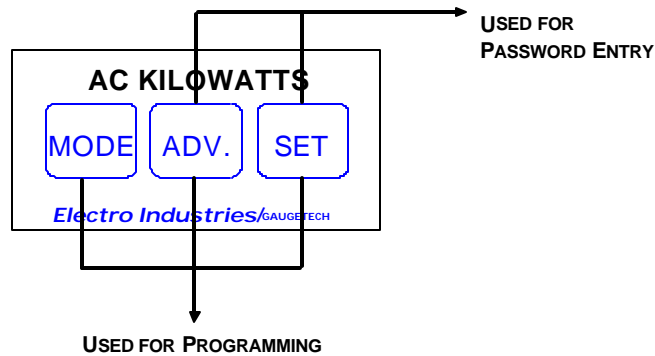 USED FOR
PASSWORD ENTRY
AC KILOWATTS
MODE ADV. SET
Electro Industries/GAUGETECH
USED FOR PROGRAMMING